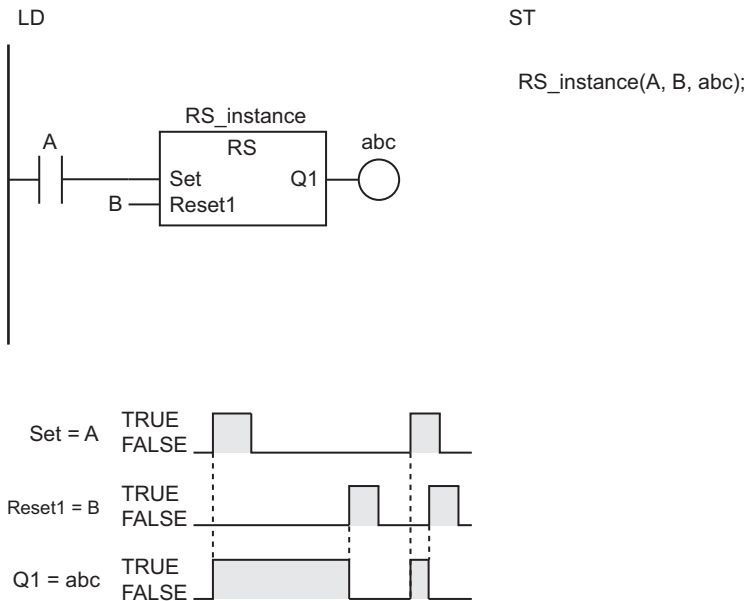 LD
ST
RS_instance(A, B, abc);
RS_instance
A
RS
abc
Set
Q1
B
Reset1
Set = A
TRUE
FALSE
Reset1 = B
TRUE
FALSE
Q1 = abc
TRUE
FALSE